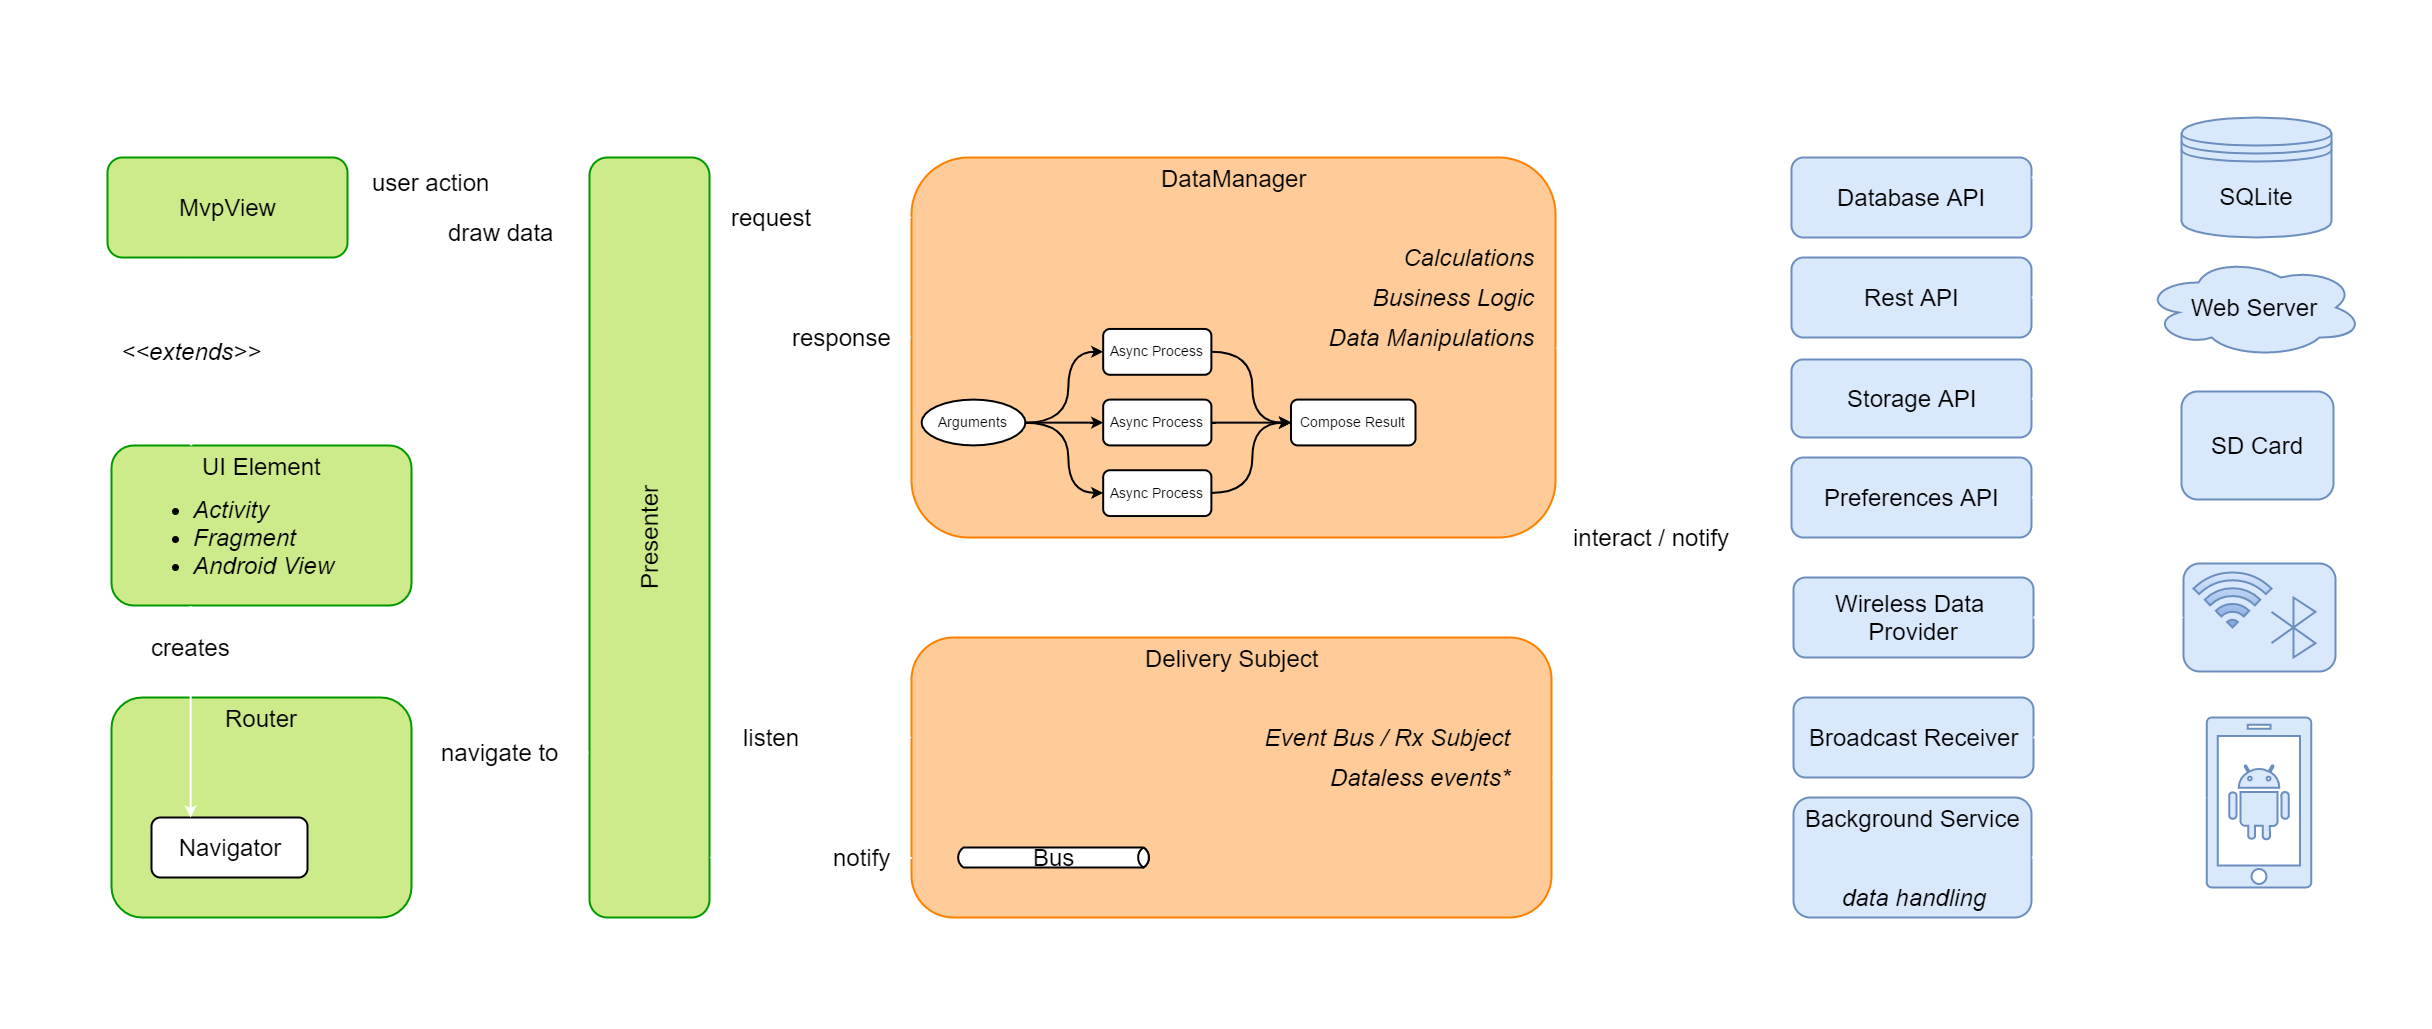 MvpView
user action
draw data
<<extends>>
UI Element
Activity
Fragment
Android View
creates
Router
Navigator
navigate to
Presenter
request
response
listen
notify
DataManager
Calculations
Business Logic
Data Manipulations
Arguments
Async Process
Async Process
Async Process
Compose Result
Delivery Subject
Event Bus / Rx Subject
Dataless events*
Bus
interact / notify
Database API
Rest API
Storage API
Preferences API
Wireless Data
Provider
Broadcast Receiver
Background Service
data handling
SQLite
Web Server
SD Card